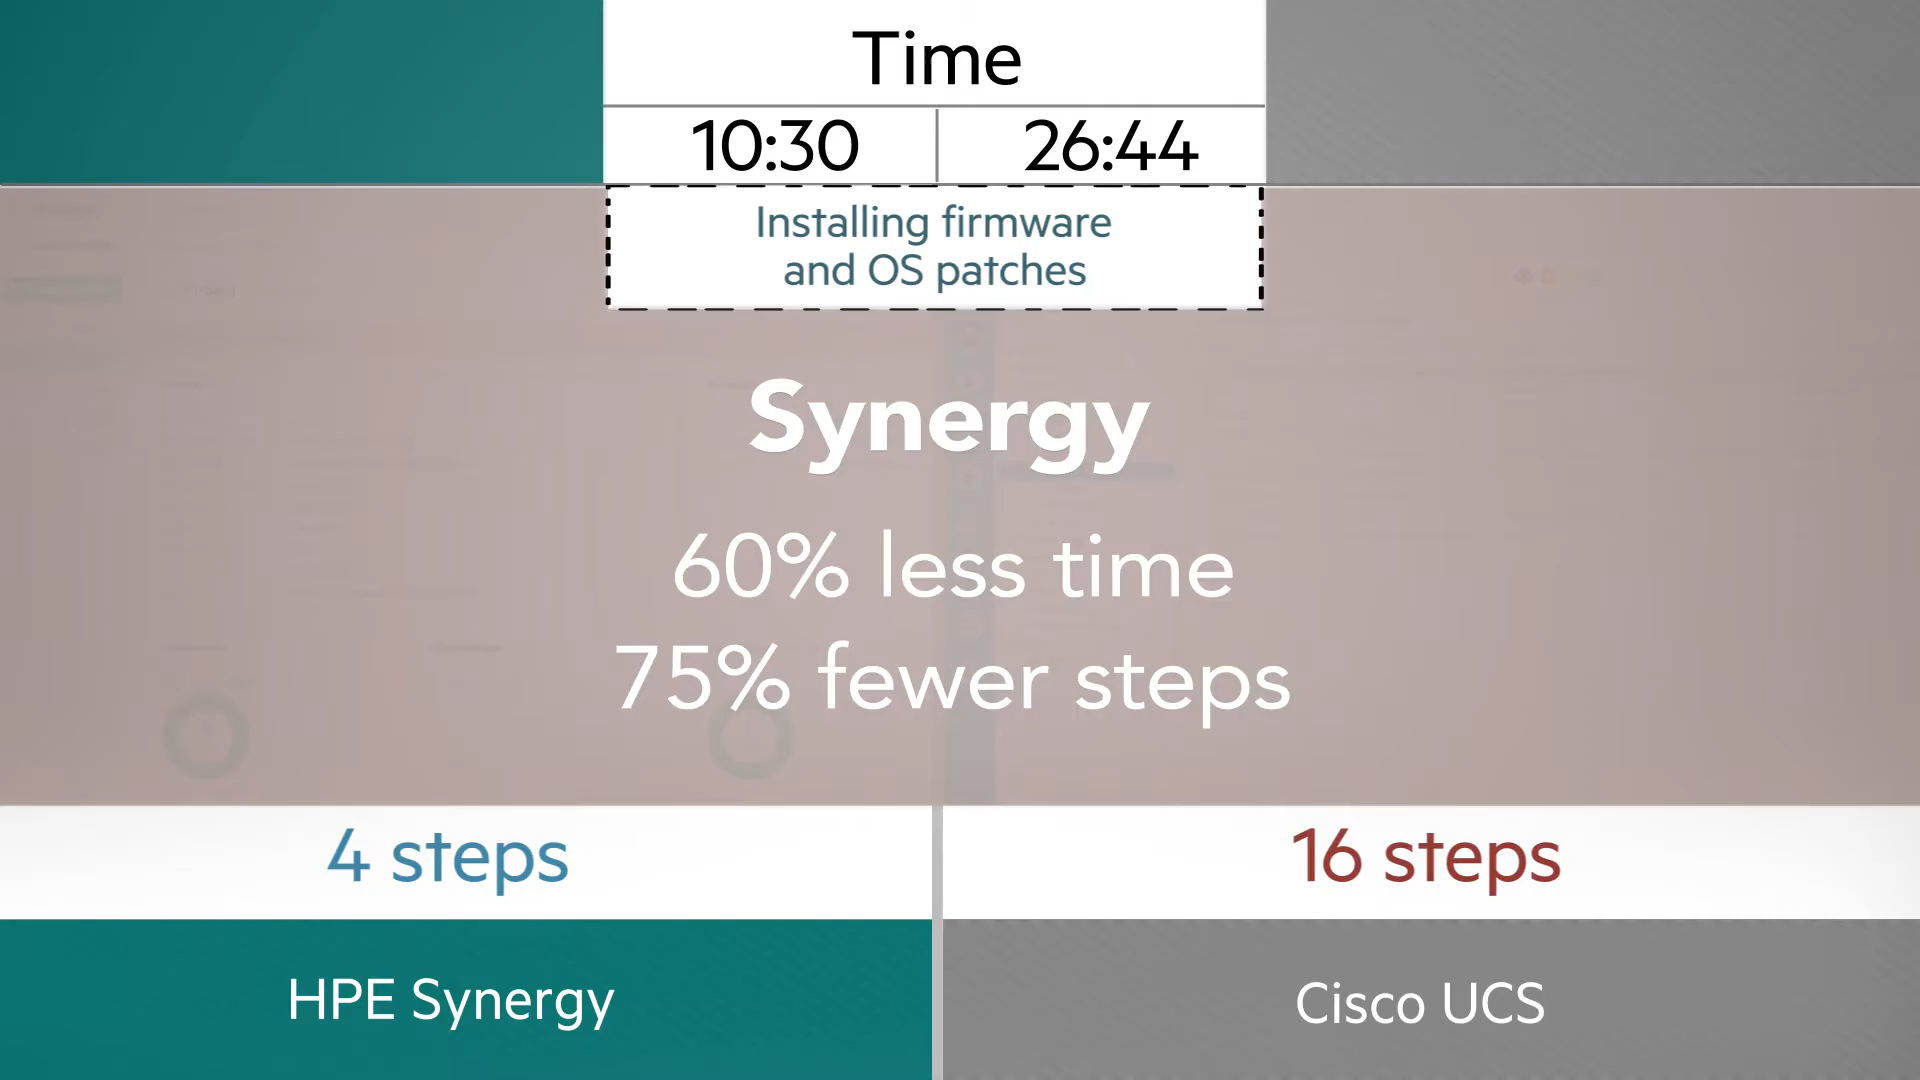 Time
10:30
26:44
Installing firmware
and OS patches
Synergy
60% less time
75% fewer steps
4 steps
16 steps
HPE Synergy
Cisco UCS